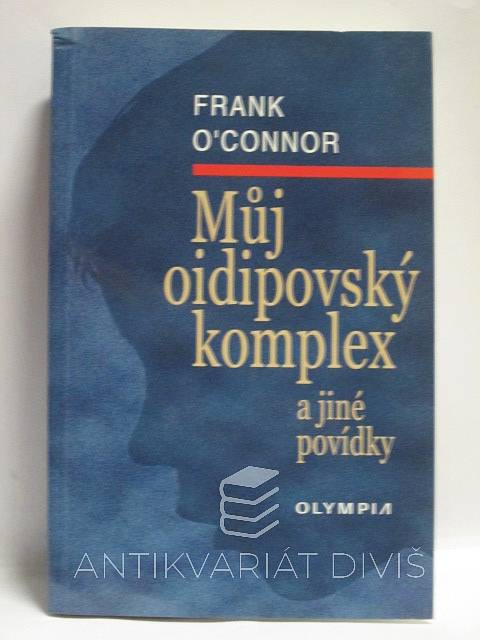 FRANK
O'CONNOR
Můj
oidipovský
komplex
a jiné
povídky
OLYMPIA
ANTIKVARIÁT DIVIŠ